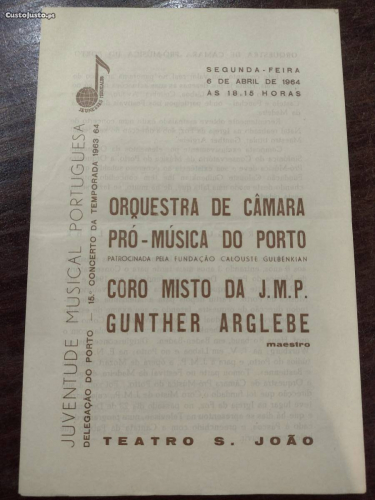 CustoJusto.pt
SEGUNDA-FEIRA
6 DE ABRIL DE 1964
ÀS 18.15 HORAS
JUVENTUDE MUSICAL PORTUGUESA
DELEGAÇÃO DO PORTO — 15.º CONCERTO DA TEMPORADA 1963 64
ORQUESTRA DE CÂMARA
PRÓ-MÚSICA DO PORTO
PATROCINADA PELA FUNDAÇÃO CALOUSTE GULBENKIAN
CORO MISTO DA J.M.P.
GUNTHER ARGLEBE
maestro
TEATRO S. JOÃO